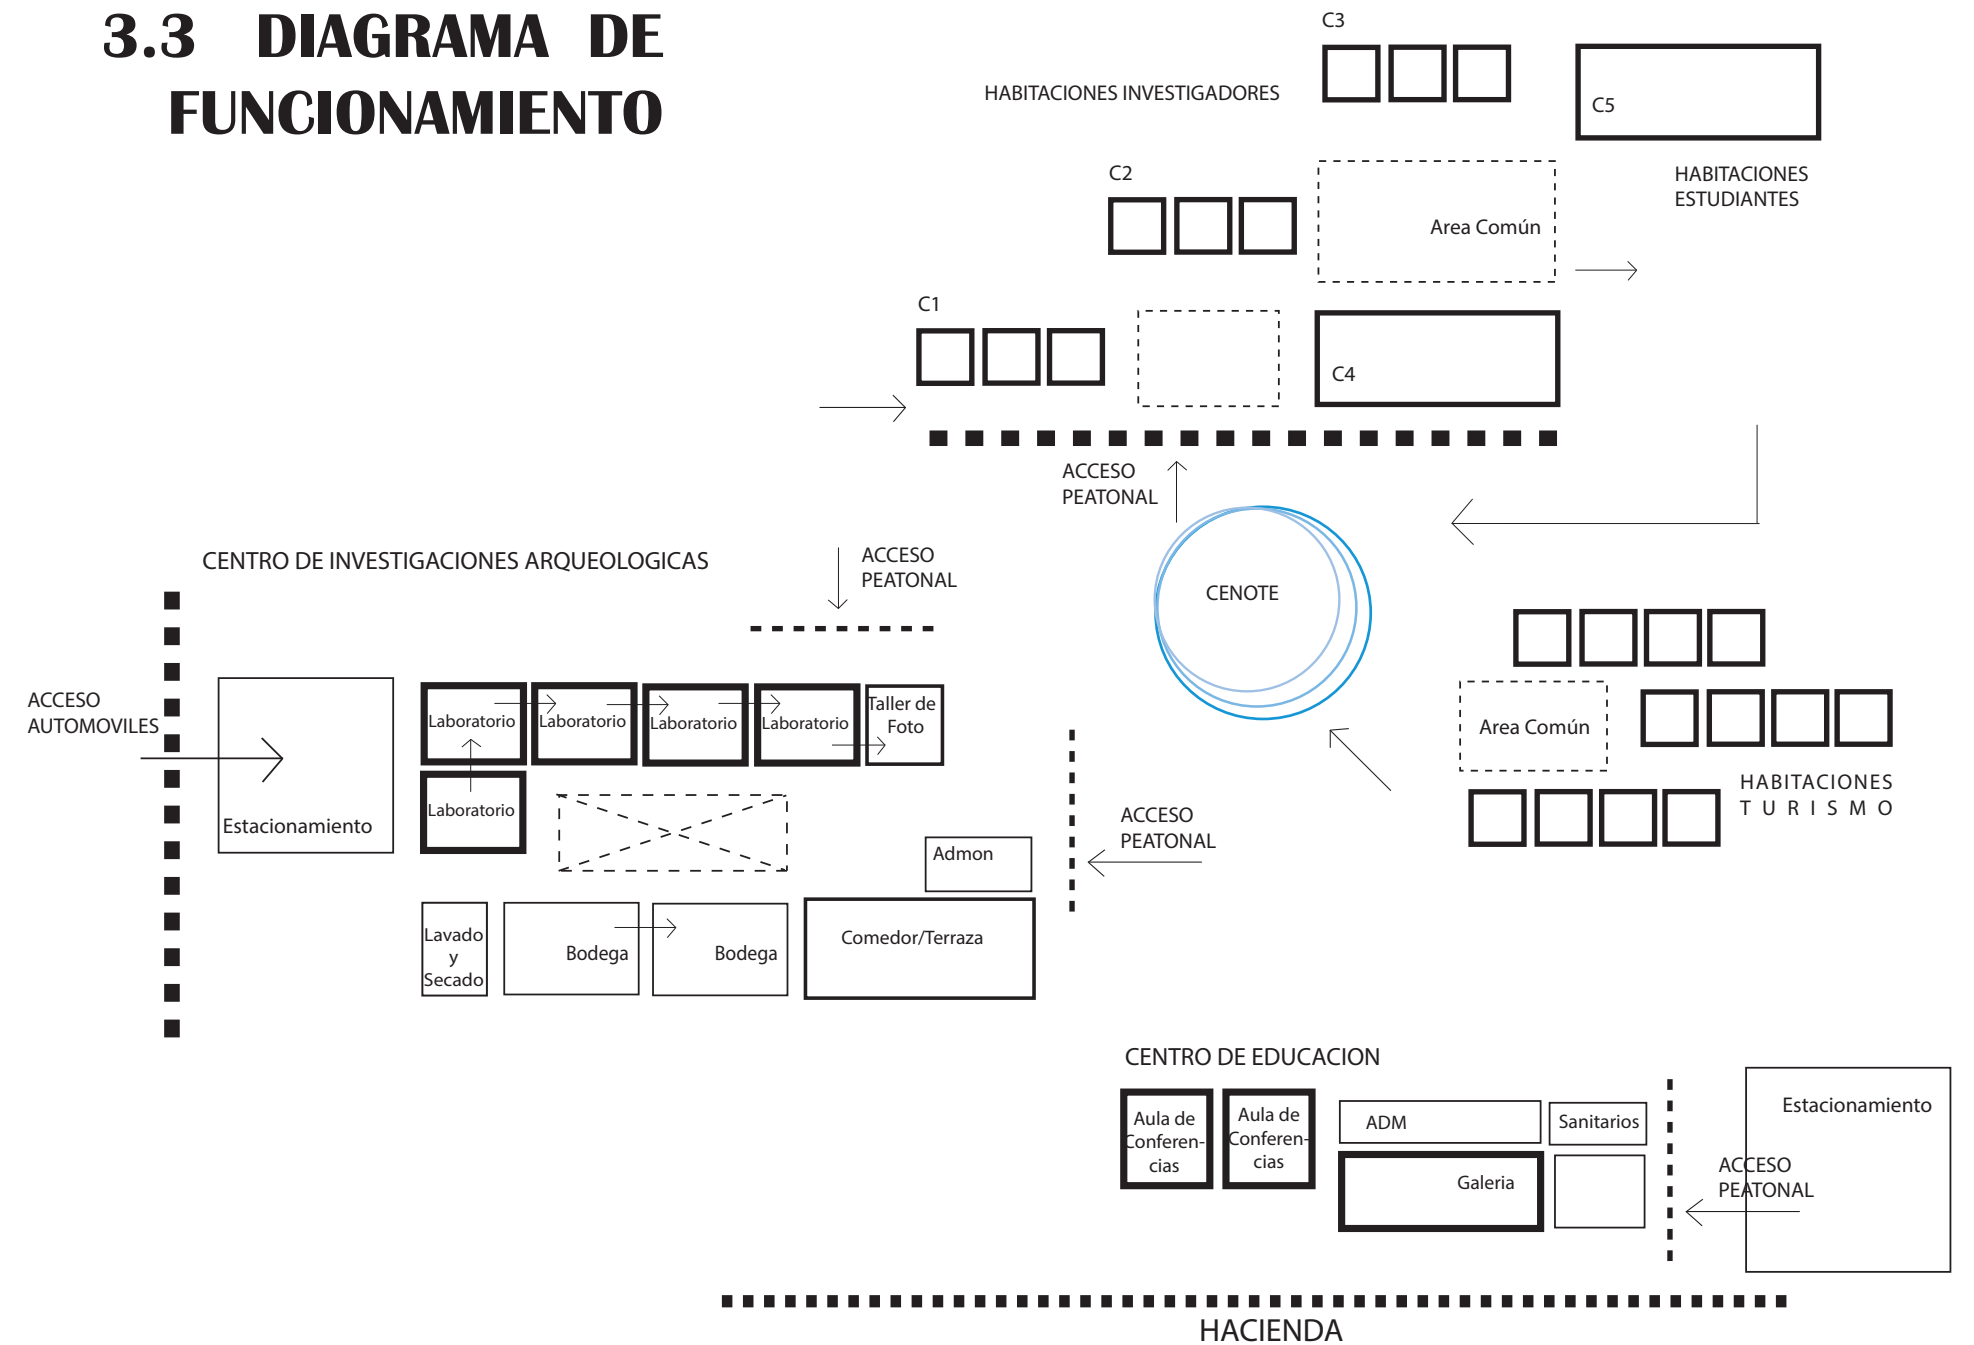 3.3 DIAGRAMA DE
FUNCIONAMIENTO
C3
HABITACIONES INVESTIGADORES
C5
C2
HABITACIONES
ESTUDIANTES
Area Común
C1
C4
ACCESO
PEATONAL
CENOTE
CENTRO DE INVESTIGACIONES ARQUEOLOGICAS
ACCESO
PEATONAL
ACCESO
AUTOMOVILES
Estacionamiento
Laboratorio
Laboratorio
Laboratorio
Laboratorio
Taller de
Foto
Laboratorio
Area Común
HABITACIONES
TURISMO
ACCESO
PEATONAL
Admon
Lavado
y
Secado
Bodega
Bodega
Comedor/Terraza
CENTRO DE EDUCACION
Aula de
Conferen-
cias
Aula de
Conferen-
cias
ADM
Sanitarios
Galeria
Estacionamiento
ACCESO
PEATONAL
HACIENDA